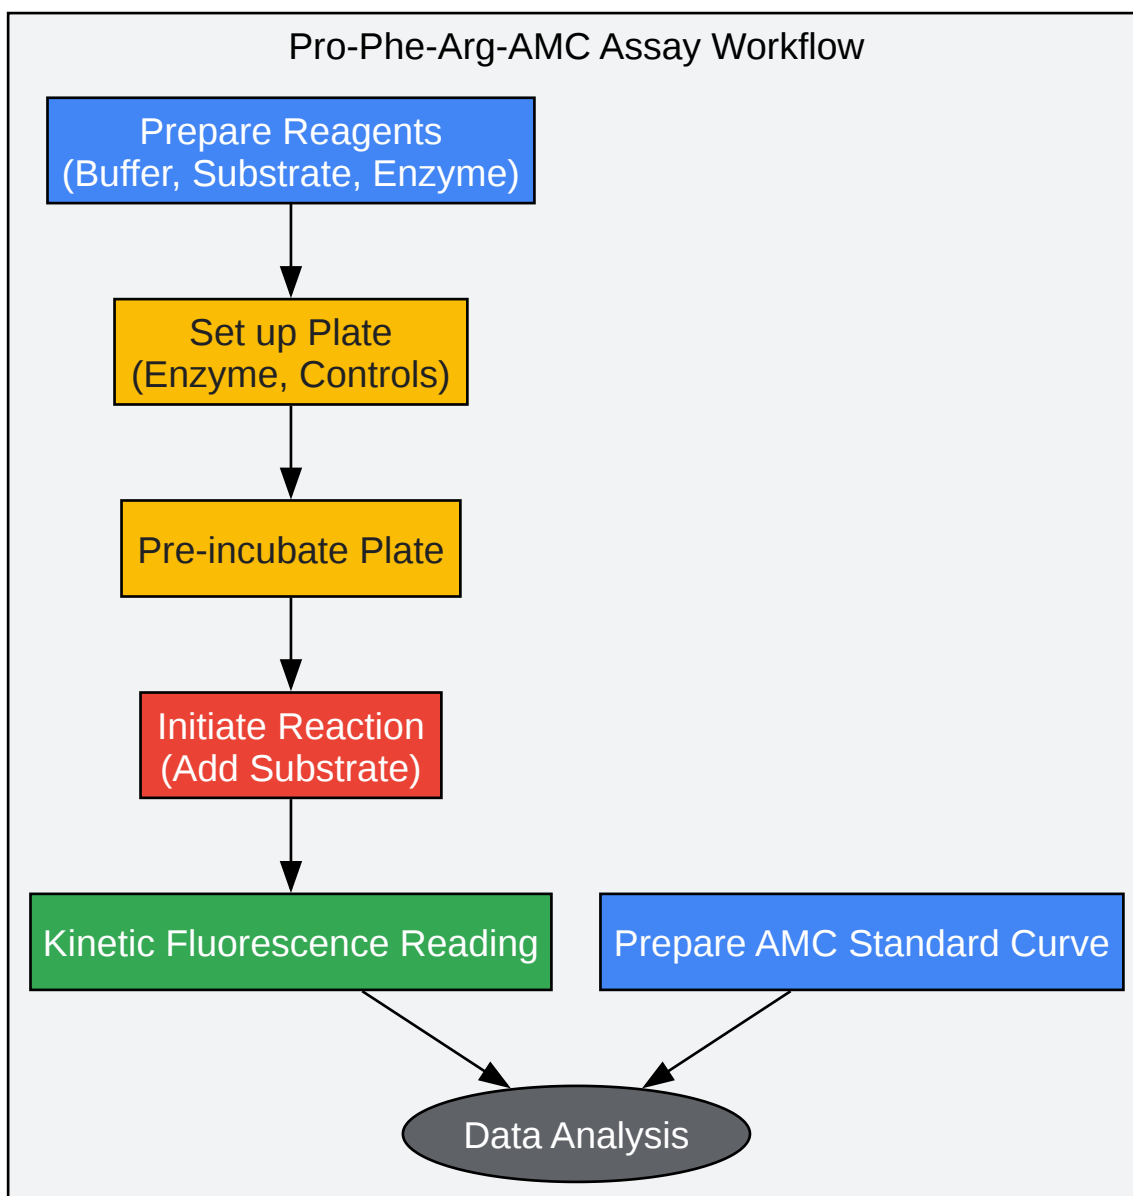 Pro-Phe-Arg-AMC Assay Workflow
Prepare Reagents
(Buffer, Substrate, Enzyme)
Set up Plate
(Enzyme, Controls)
Pre-incubate Plate
Initiate Reaction
(Add Substrate)
Kinetic Fluorescence Reading
Prepare AMC Standard Curve
Data Analysis